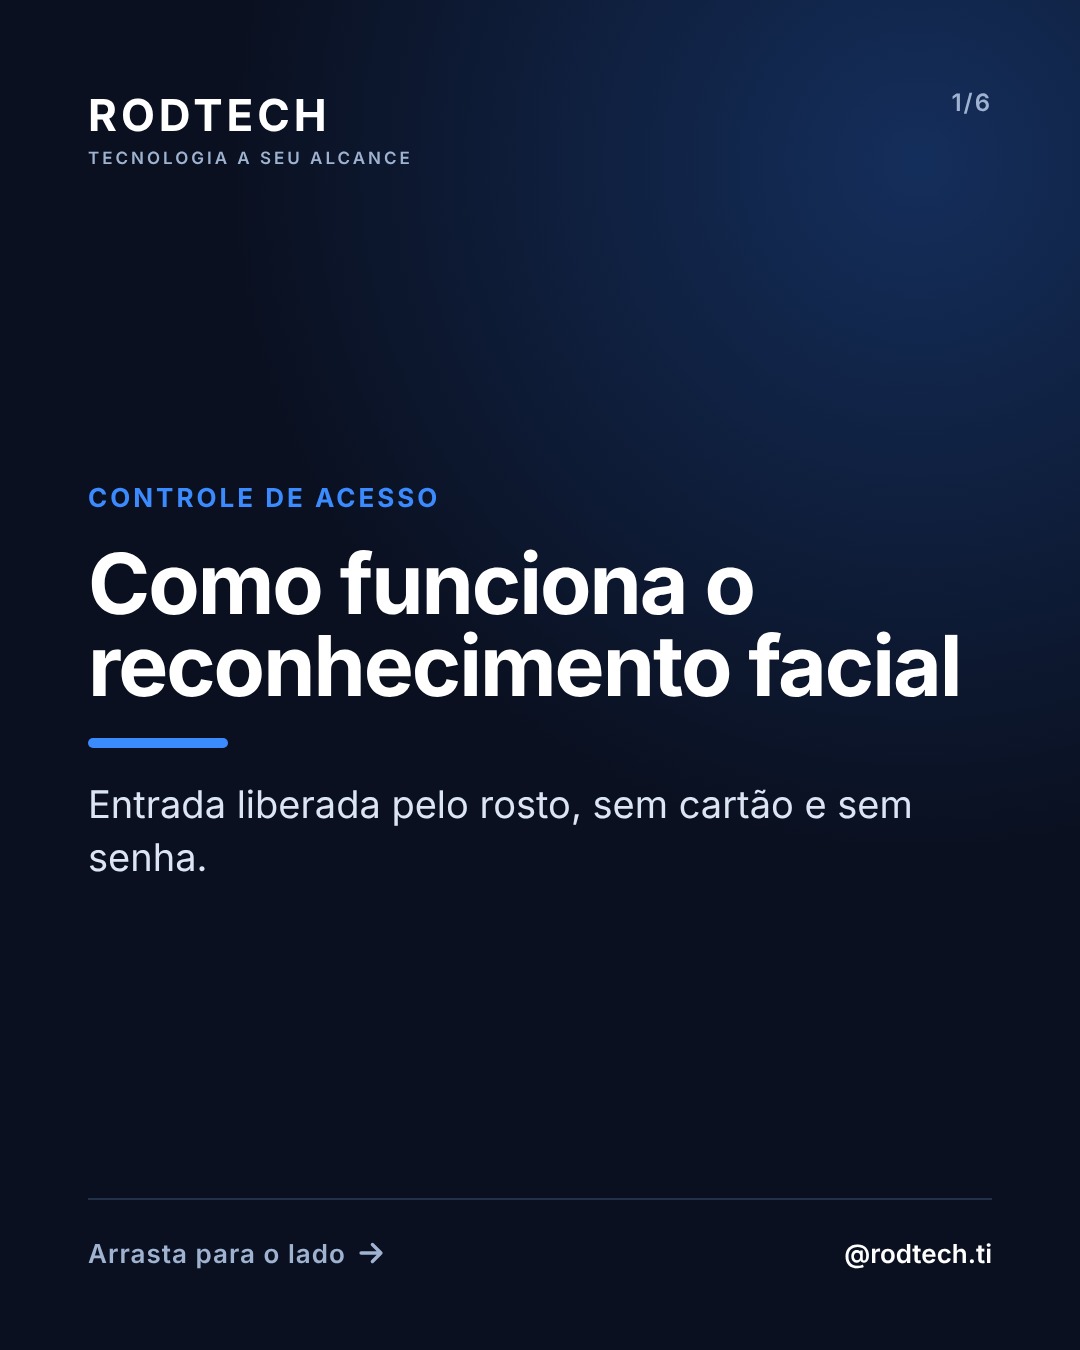 RODTECH
TECNOLOGIA A SEU ALCANCE
1/6
CONTROLE DE ACESSO
Como funciona o
reconhecimento facial
Entrada liberada pelo rosto, sem cartão e sem
senha.
Arrasta para o lado →
@rodtech.ti